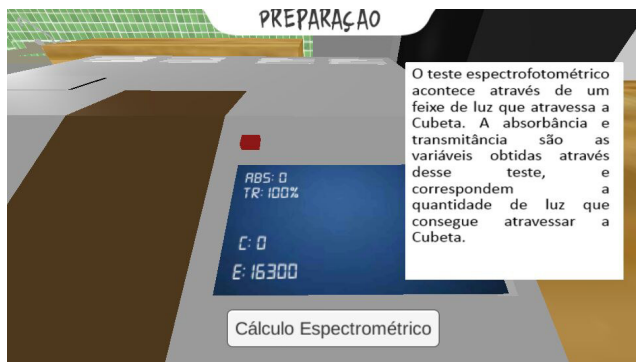 PREPARAÇAO
O teste espectrofotométrico
acontece através de um
feixe de luz que atravessa a
Cubeta. A absorbância e
transmitância são as
variáveis obtidas através
desse teste, e
correspondem a
quantidade de luz que
consegue atravessar a
Cubeta.
ABS: 0
TR: 100%
C: 0
E: 16300
Cálculo Espectrométrico